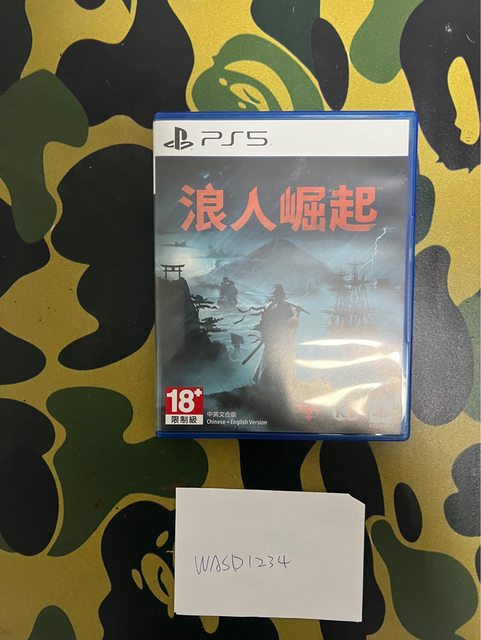 PS5
浪人崛起
18+
限制級
中英文合版
Chinese + English Version
WASD1234